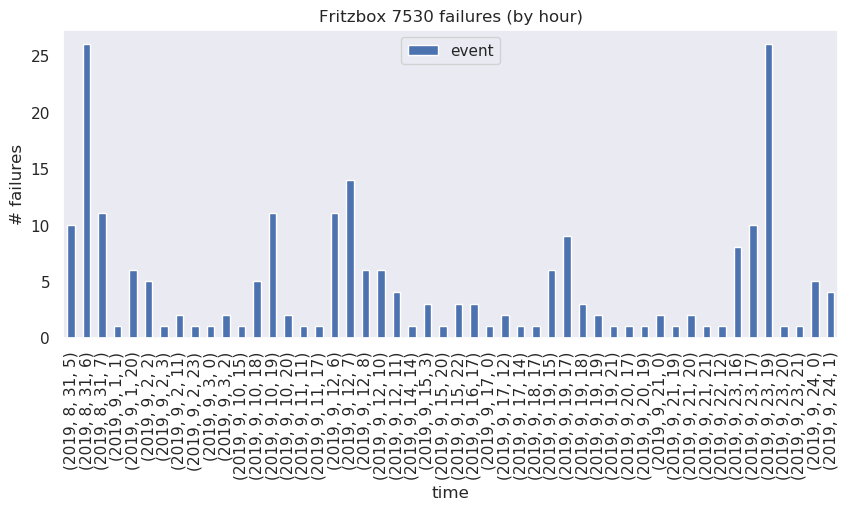 Fritzbox 7530 failures (by hour)
event
# failures
25
20
15
10
5
0
(2019, 8, 31, 5)
(2019, 8, 31, 6)
(2019, 8, 31, 7)
(2019, 9, 1, 1)
(2019, 9, 1, 20)
(2019, 9, 2, 2)
(2019, 9, 2, 3)
(2019, 9, 2, 11)
(2019, 9, 2, 23)
(2019, 9, 3, 0)
(2019, 9, 3, 2)
(2019, 9, 10, 15)
(2019, 9, 10, 18)
(2019, 9, 10, 19)
(2019, 9, 10, 20)
(2019, 9, 11, 11)
(2019, 9, 11, 17)
(2019, 9, 12, 6)
(2019, 9, 12, 7)
(2019, 9, 12, 8)
(2019, 9, 12, 10)
(2019, 9, 12, 11)
(2019, 9, 14, 14)
(2019, 9, 15, 3)
(2019, 9, 15, 20)
(2019, 9, 15, 22)
(2019, 9, 16, 17)
(2019, 9, 17, 0)
(2019, 9, 17, 12)
(2019, 9, 17, 14)
(2019, 9, 18, 17)
(2019, 9, 19, 15)
(2019, 9, 19, 17)
(2019, 9, 19, 18)
(2019, 9, 19, 19)
(2019, 9, 19, 21)
(2019, 9, 20, 17)
(2019, 9, 20, 19)
(2019, 9, 21, 0)
(2019, 9, 21, 19)
(2019, 9, 21, 20)
(2019, 9, 21, 21)
(2019, 9, 22, 12)
(2019, 9, 23, 16)
(2019, 9, 23, 17)
(2019, 9, 23, 19)
(2019, 9, 23, 20)
(2019, 9, 23, 21)
(2019, 9, 24, 0)
(2019, 9, 24, 1)
time